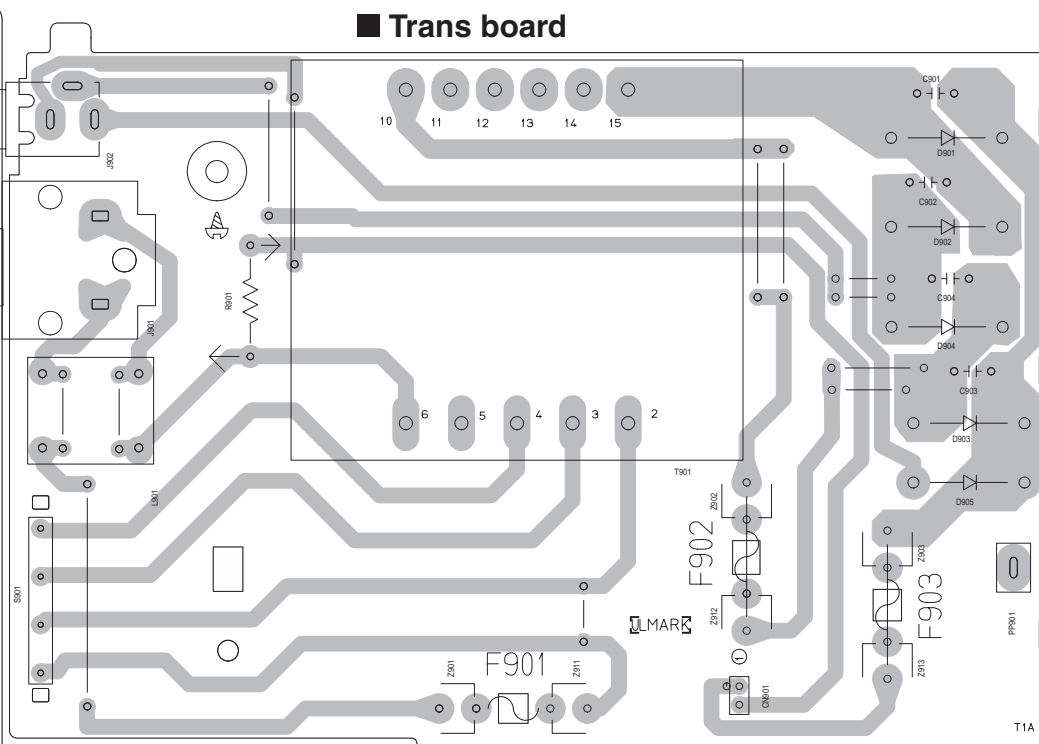 ■ Trans board
C901
10
11
12
13
14
15
D901
J902
C902
D902
R901
C904
J901
D904
C903
6
5
4
3
2
D903
T901
L901
D905
Z902
F902
Z903
S901
F903
PP901
Z912
ULMARK
F901
Z901
Z911
1
CN901
Z913
T1A